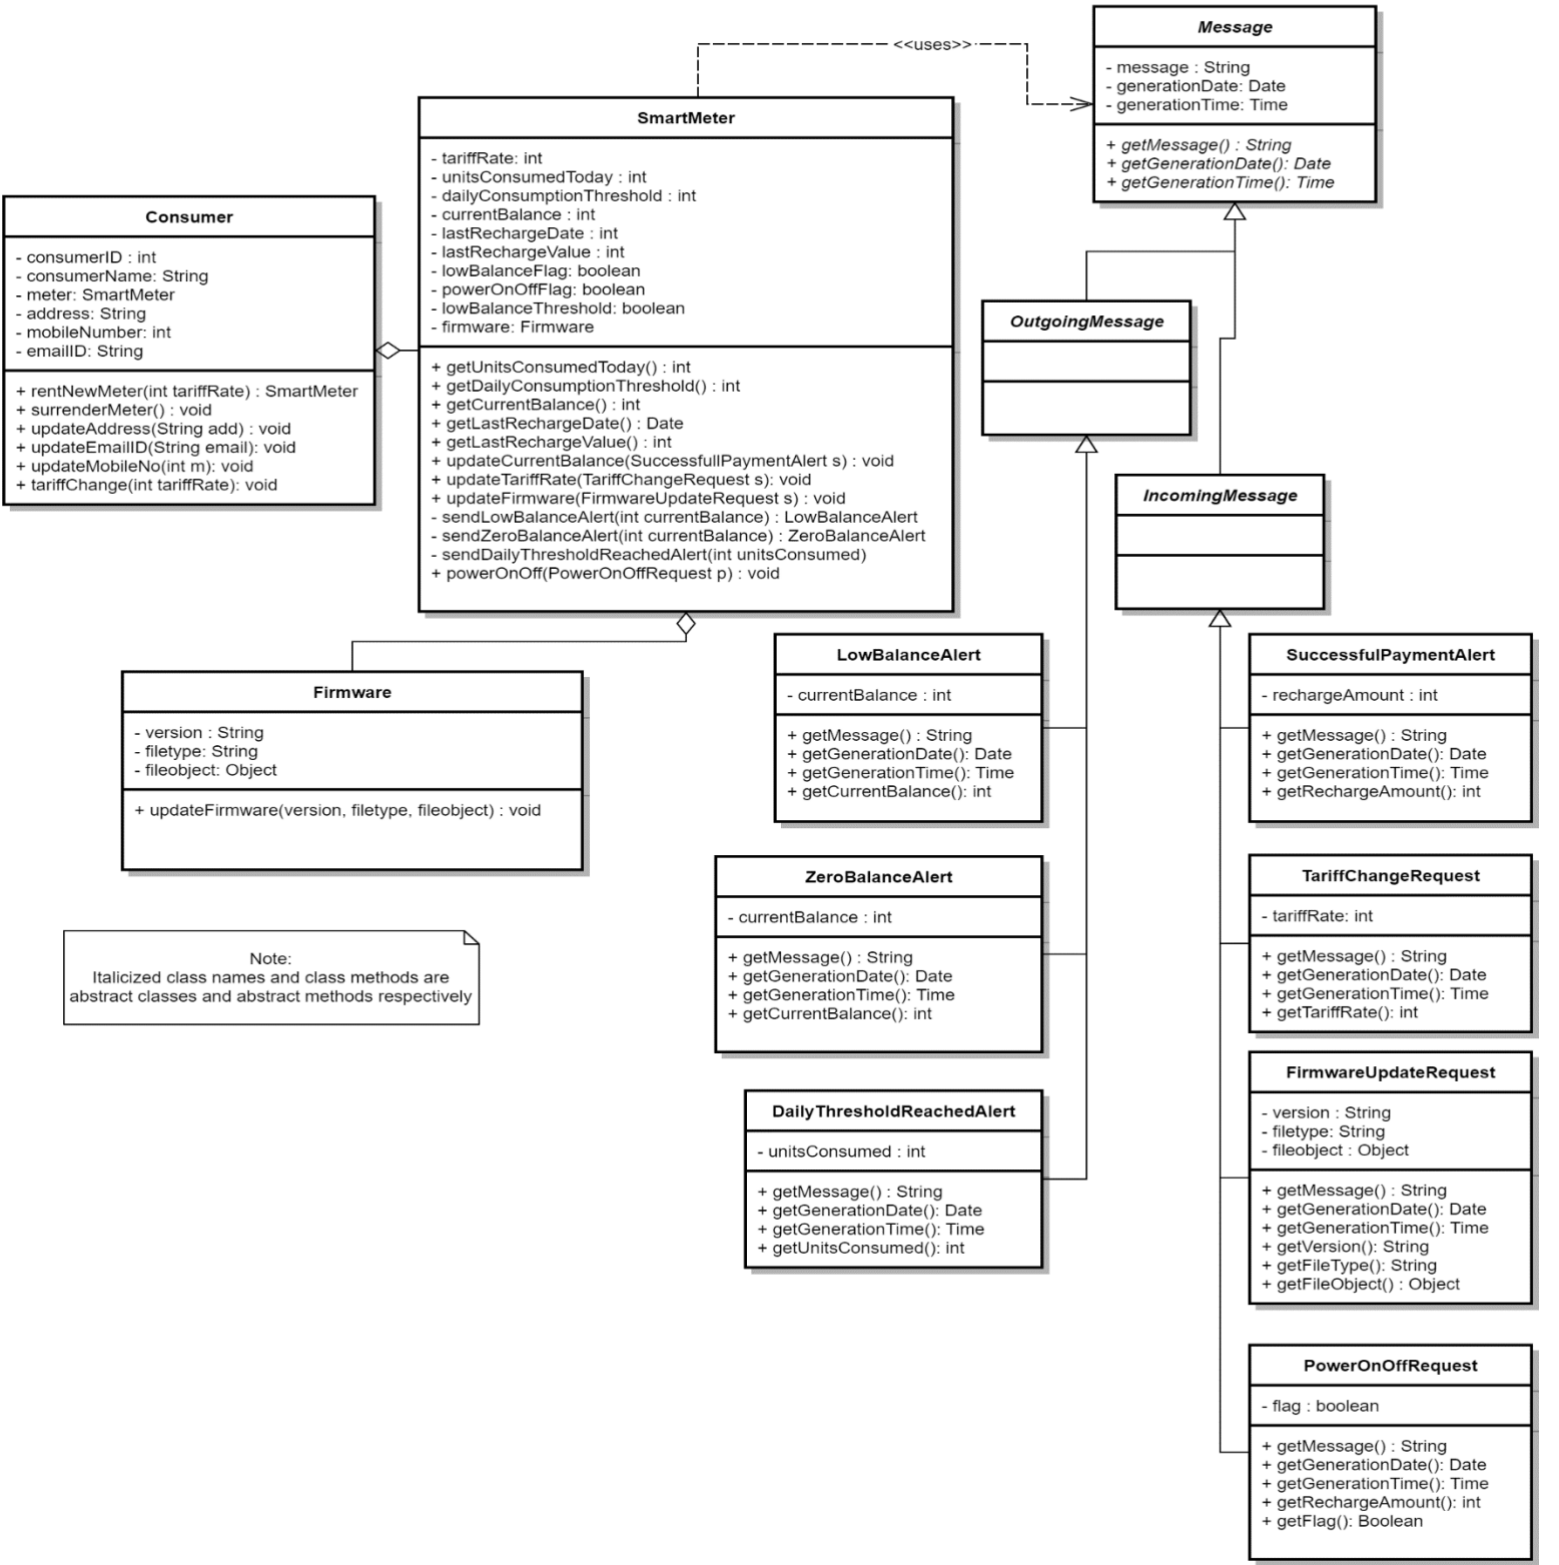 Message
- message : String
- generationDate: Date
- generationTime: Time
+ getMessage() : String
+ getGenerationDate(): Date
+ getGenerationTime(): Time
<<uses>>
SmartMeter
- tariffRate: int
- unitsConsumedToday : int
- dailyConsumptionThreshold : int
- currentBalance : int
- lastRechargeDate : int
- lastRechargeValue : int
- lowBalanceFlag: boolean
- powerOnOffFlag: boolean
- lowBalanceThreshold: boolean
- firmware: Firmware
+ getUnitsConsumedToday() : int
+ getDailyConsumptionThreshold() : int
+ getCurrentBalance() : int
+ getLastRechargeDate() : Date
+ getLastRechargeValue() : int
+ updateCurrentBalance(SuccessfullPaymentAlert s) : void
+ updateTariffRate(TariffChangeRequest s): void
+ updateFirmware(FirmwareUpdateRequest s) : void
- sendLowBalanceAlert(int currentBalance) : LowBalanceAlert
- sendZeroBalanceAlert(int currentBalance) : ZeroBalanceAlert
- sendDailyThresholdReachedAlert(int unitsConsumed)
+ powerOnOff(PowerOnOffRequest p) : void
Consumer
- consumerID : int
- consumerName: String
- meter: SmartMeter
- address: String
- mobileNumber: int
- emailID: String
+ rentNewMeter(int tariffRate) : SmartMeter
+ surrenderMeter() : void
+ updateAddress(String add) : void
+ updateEmailID(String email): void
+ updateMobileNo(int m): void
+ tariffChange(int tariffRate): void
OutgoingMessage
IncomingMessage
Firmware
- version : String
- filetype: String
- fileobject: Object
+ updateFirmware(version, filetype, fileobject) : void
LowBalanceAlert
- currentBalance : int
+ getMessage() : String
+ getGenerationDate(): Date
+ getGenerationTime(): Time
+ getCurrentBalance(): int
SuccessfulPaymentAlert
- rechargeAmount : int
+ getMessage() : String
+ getGenerationDate(): Date
+ getGenerationTime(): Time
+ getRechargeAmount(): int
ZeroBalanceAlert
- currentBalance : int
+ getMessage() : String
+ getGenerationDate(): Date
+ getGenerationTime(): Time
+ getCurrentBalance(): int
TariffChangeRequest
- tariffRate: int
+ getMessage() : String
+ getGenerationDate(): Date
+ getGenerationTime(): Time
+ getTariffRate(): int
Note:
Italicized class names and class methods are
abstract classes and abstract methods respectively
DailyThresholdReachedAlert
- unitsConsumed : int
+ getMessage() : String
+ getGenerationDate(): Date
+ getGenerationTime(): Time
+ getUnitsConsumed(): int
FirmwareUpdateRequest
- version : String
- filetype: String
- fileobject : Object
+ getMessage() : String
+ getGenerationDate(): Date
+ getGenerationTime(): Time
+ getVersion(): String
+ getFileType(): String
+ getFileObject() : Object
PowerOnOffRequest
- flag : boolean
+ getMessage() : String
+ getGenerationDate(): Date
+ getGenerationTime(): Time
+ getRechargeAmount(): int
+ getFlag(): Boolean